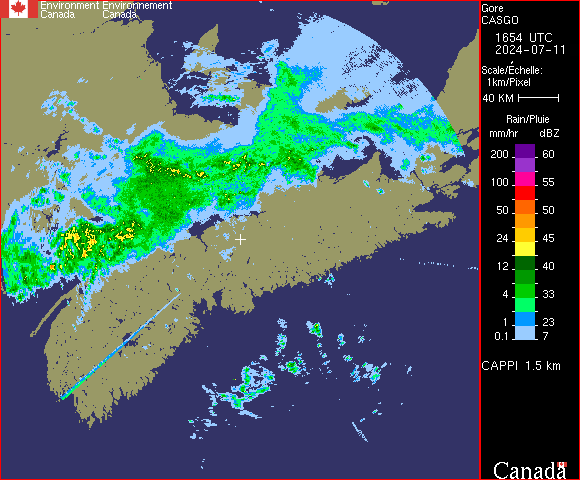 Environment Environnement
Canada Canada
Gore
CASGO
1654 UTC
2024-07-11
Scale/Échelle:
1km/Pixel
40 KM
Rain/Pluie
mm/hr dBZ
200 60
100 55
50 50
24 45
12 40
4 33
1 23
0.1 7
CAPPI 1.5 km
Canada